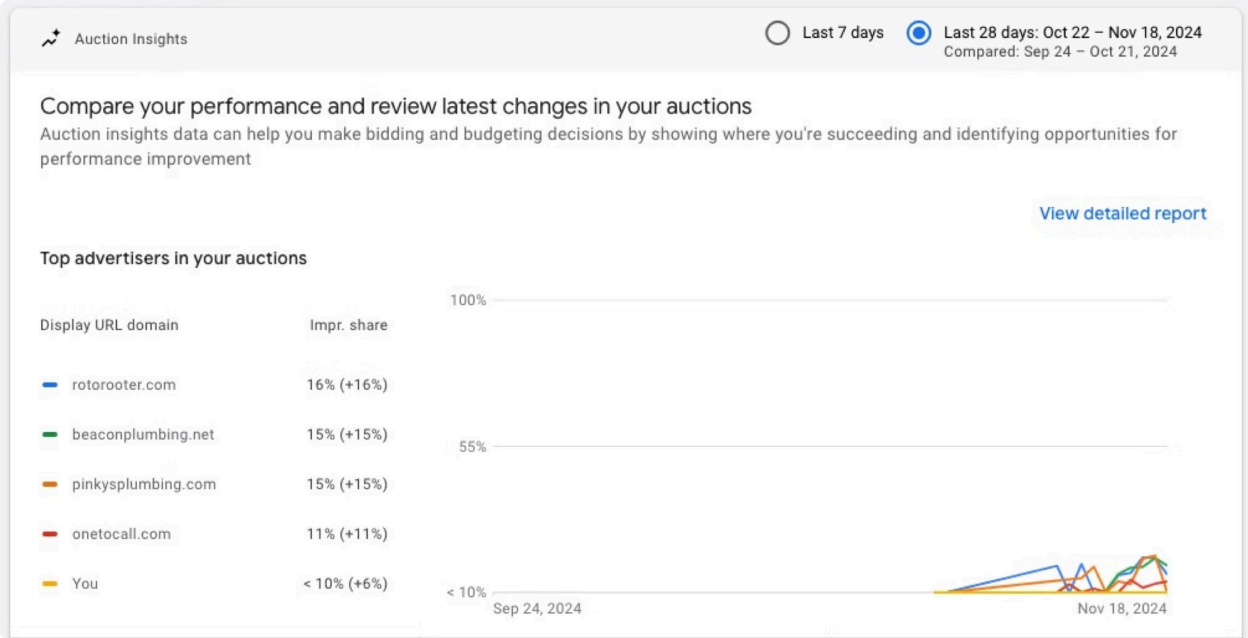 Auction Insights
Last 7 days
Last 28 days: Oct 22 – Nov 18, 2024
Compared: Sep 24 – Oct 21, 2024
Compare your performance and review latest changes in your auctions
Auction insights data can help you make bidding and budgeting decisions by showing where you're succeeding and identifying opportunities for
performance improvement
View detailed report
Top advertisers in your auctions
Display URL domain Impr. share
rotorooter.com 16% (+16%)
beaconplumbing.net 15% (+15%)
pinkysplumbing.com 15% (+15%)
onetocall.com 11% (+11%)
You < 10% (+6%)
100%
55%
< 10%
Sep 24, 2024 Nov 18, 2024